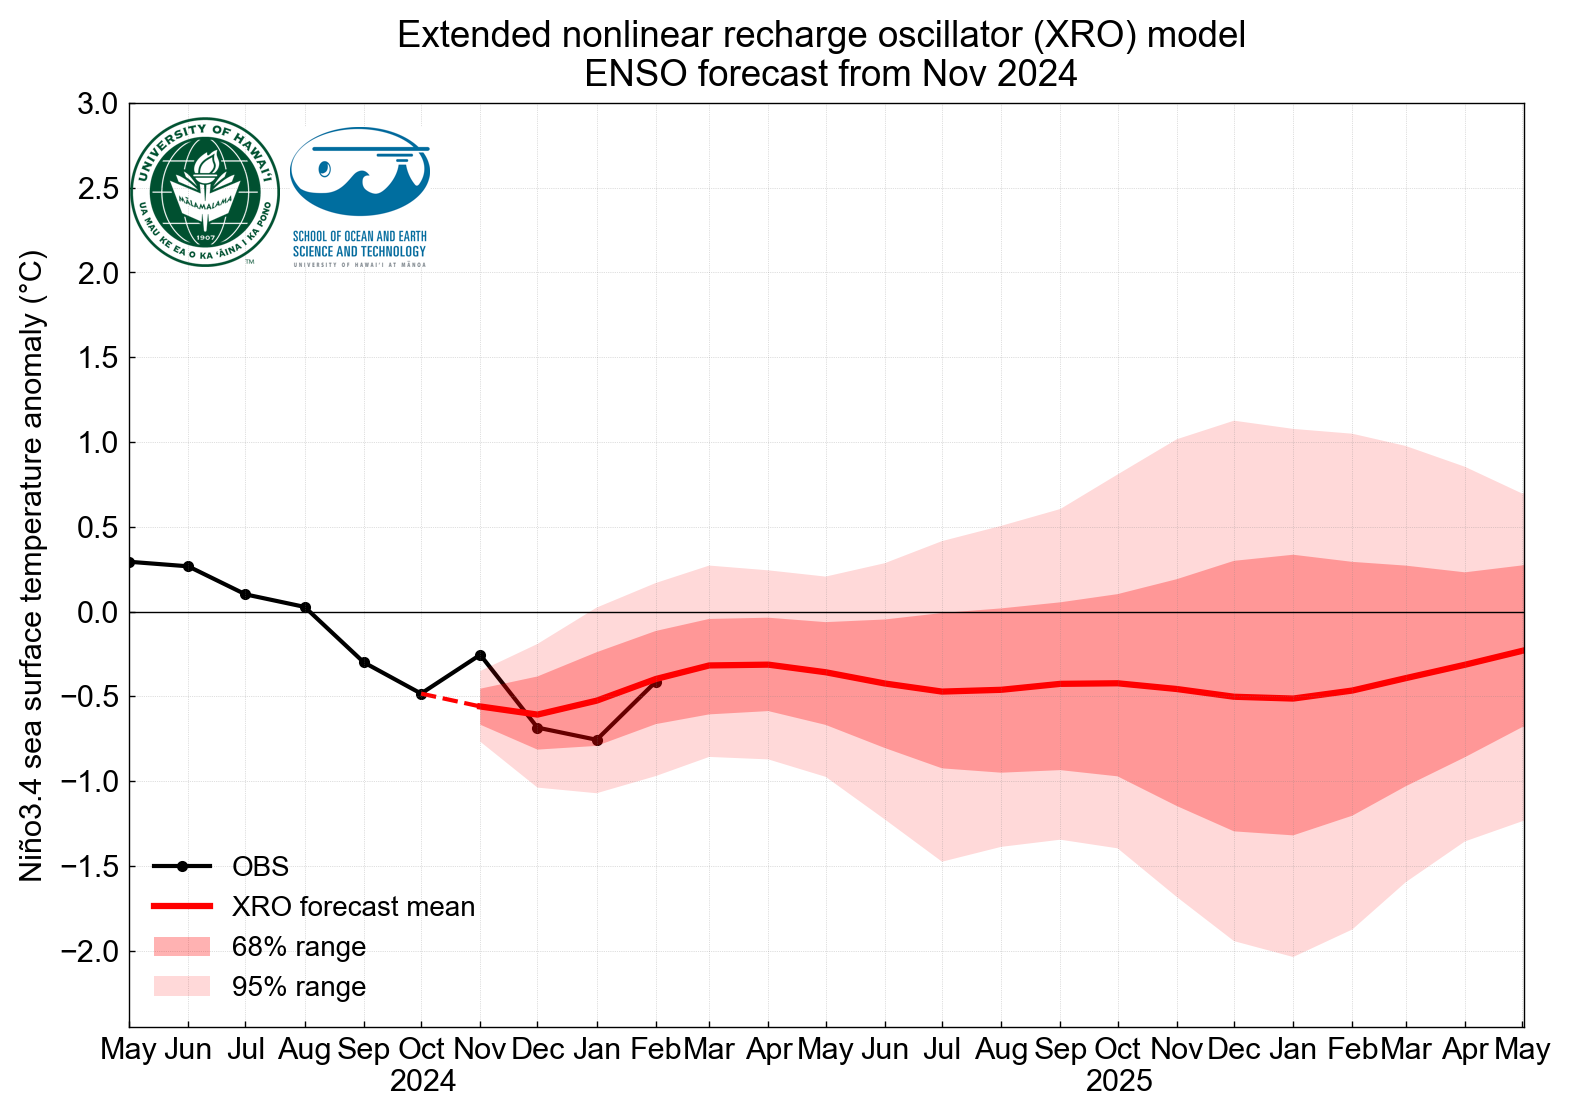 Extended nonlinear recharge oscillator (XRO) model
ENSO forecast from Nov 2024
Niño3.4 sea surface temperature anomaly (°C)
3.0
2.5
2.0
1.5
1.0
0.5
0.0
−0.5
−1.0
−1.5
−2.0
UNIVERSITY OF HAWAI‘I
MĀLAMALAMA
1907
UA MAU KE EA O KA ‘ĀINA I KA PONO
TM
SCHOOL OF OCEAN AND EARTH
SCIENCE AND TECHNOLOGY
UNIVERSITY OF HAWAI‘I AT MĀNOA
OBS
XRO forecast mean
68% range
95% range
May Jun Jul Aug Sep Oct Nov Dec Jan Feb Mar Apr May Jun Jul Aug Sep Oct Nov Dec Jan Feb Mar Apr May
2024 2025